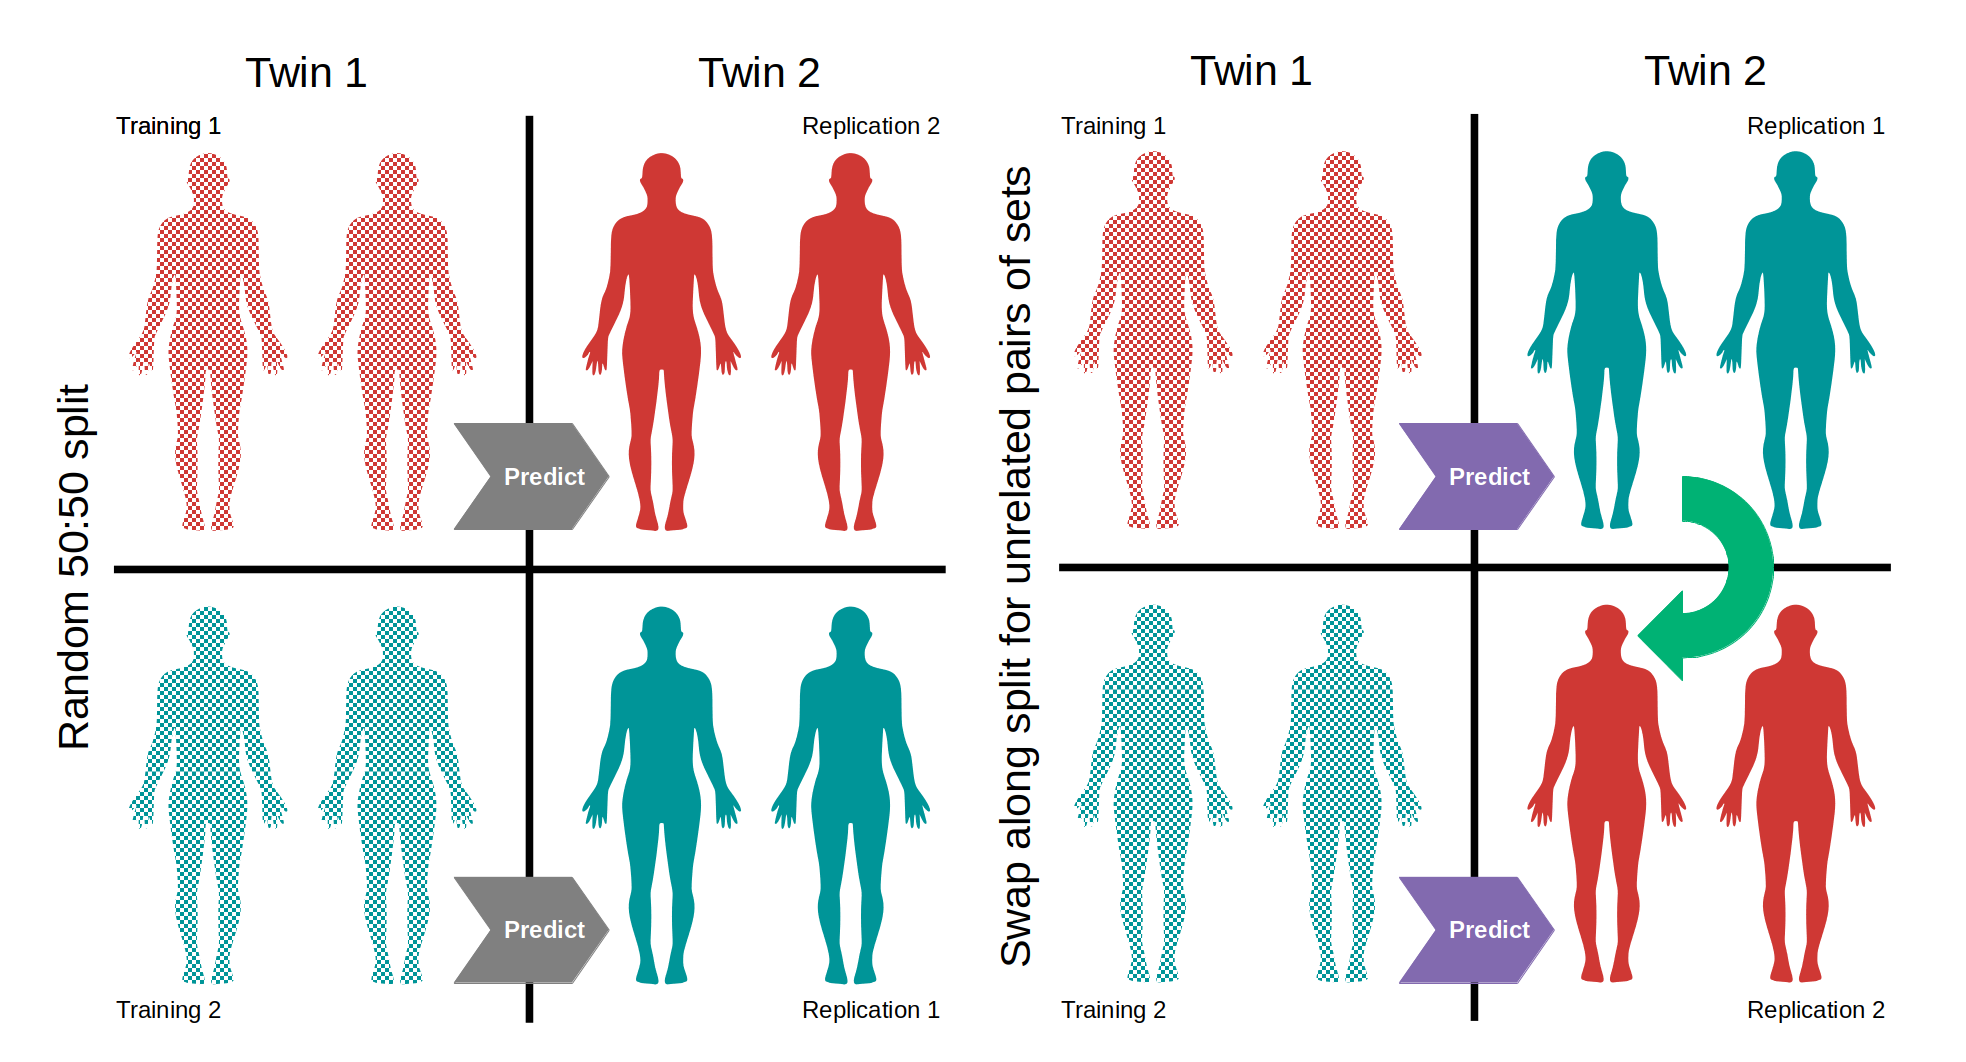 Twin 1
Twin 2
Training 1
Replication 2
Random 50:50 split
Predict
Predict
Training 2
Replication 1
Twin 1
Twin 2
Training 1
Replication 1
Swap along split for unrelated pairs of sets
Predict
Predict
Training 2
Replication 2